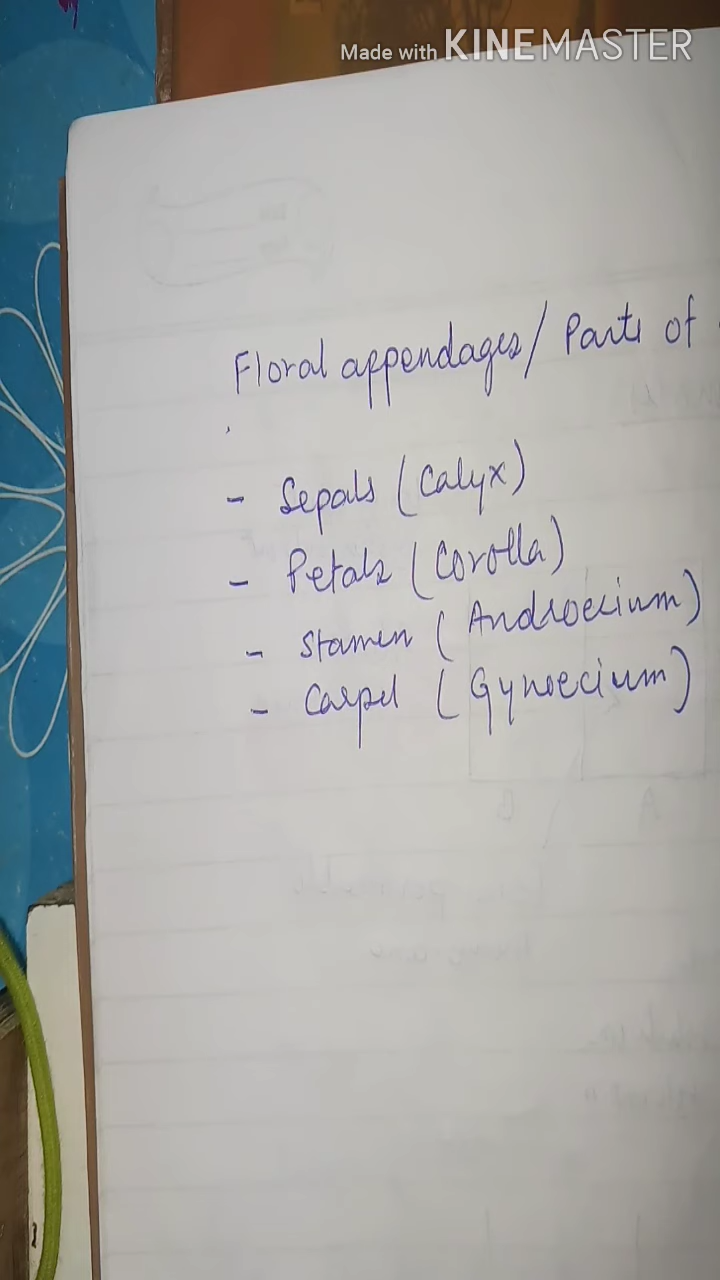 Made with KINEMASTER
Floral appendages/ Parts of
- Sepals (Calyx)
- Petals (Corolla)
- Stamen (Androecium)
- Carpel (Gynoecium)